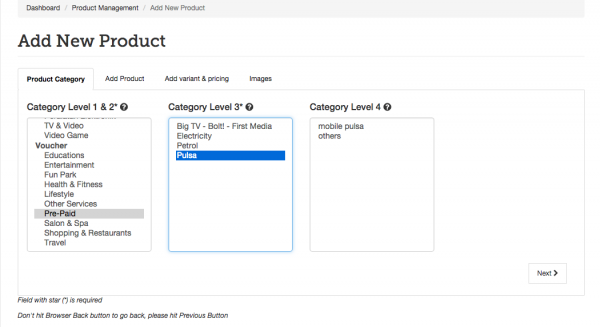 Dashboard / Product Management / Add New Product
Add New Product
Product Category
Add Product
Add variant & pricing
Images
Category Level 1 & 2*
TV & Video
Video Game
Voucher
Educations
Entertainment
Fun Park
Health & Fitness
Lifestyle
Other Services
Pre-Paid
Salon & Spa
Shopping & Restaurants
Travel
Category Level 3*
Big TV - Bolt! - First Media
Electricity
Petrol
Pulsa
Category Level 4
mobile pulsa
others
Next
Field with star (*) is required
Don't hit Browser Back button to go back, please hit Previous Button